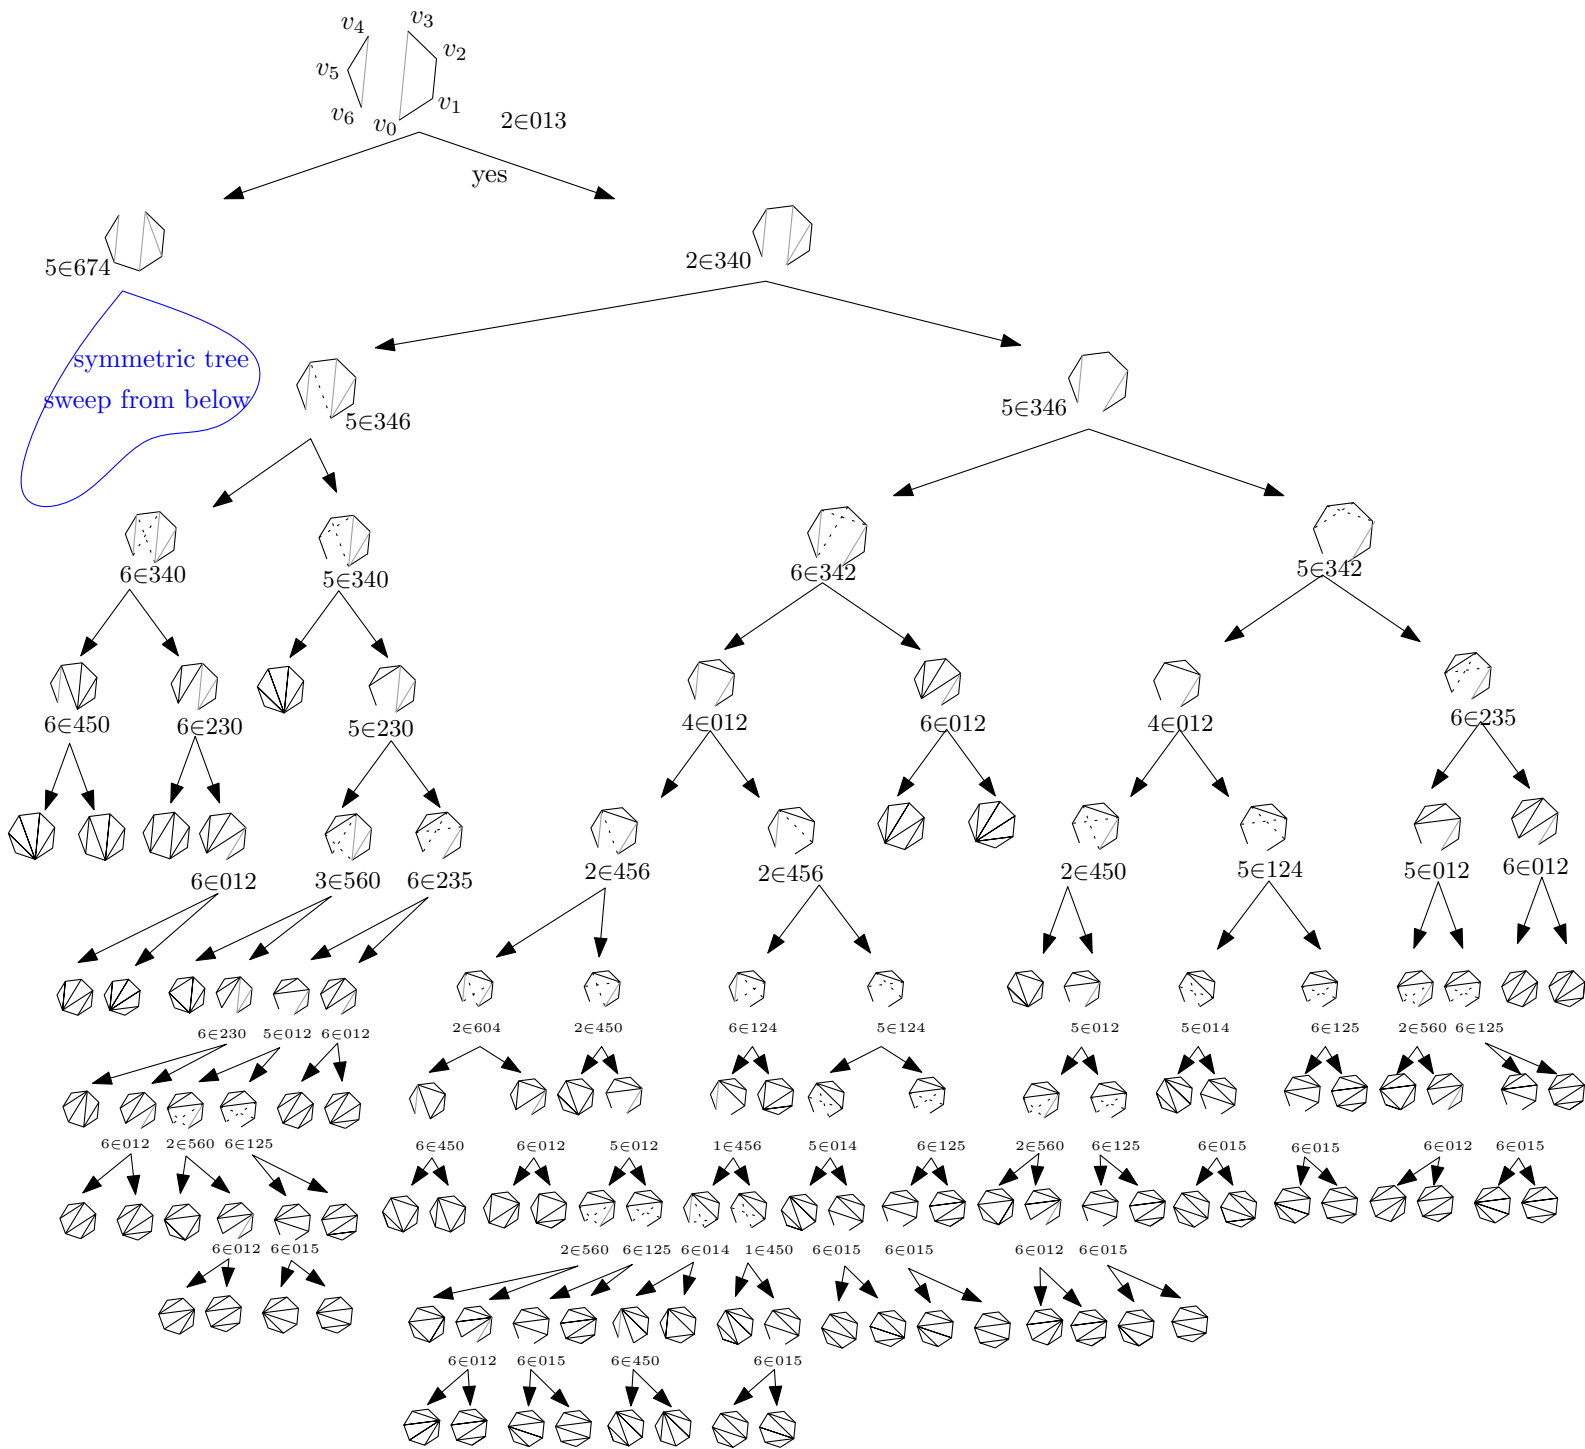 v4 v3
v5 v2
v6 v0 v1
2∈013
yes
5∈674 2∈340
symmetric tree
sweep from below
5∈346 5∈346
6∈340 5∈340 6∈342 5∈342
6∈450 6∈230 5∈230 4∈012 6∈012 4∈012 6∈235
6∈012 3∈560 6∈235 2∈456 2∈456 2∈450 5∈124 5∈012 6∈012
6∈230 5∈012 6∈012 2∈604 2∈450 6∈124 5∈124 5∈012 5∈014 6∈125 2∈560 6∈125
6∈012 2∈560 6∈125 6∈450 6∈012 5∈012 1∈456 5∈014 6∈125 2∈560 6∈125 6∈015 6∈015 6∈012 6∈015
6∈012 6∈015 2∈560 6∈125 6∈014 1∈450 6∈015 6∈015 6∈012 6∈015
6∈012 6∈015 6∈450 6∈015